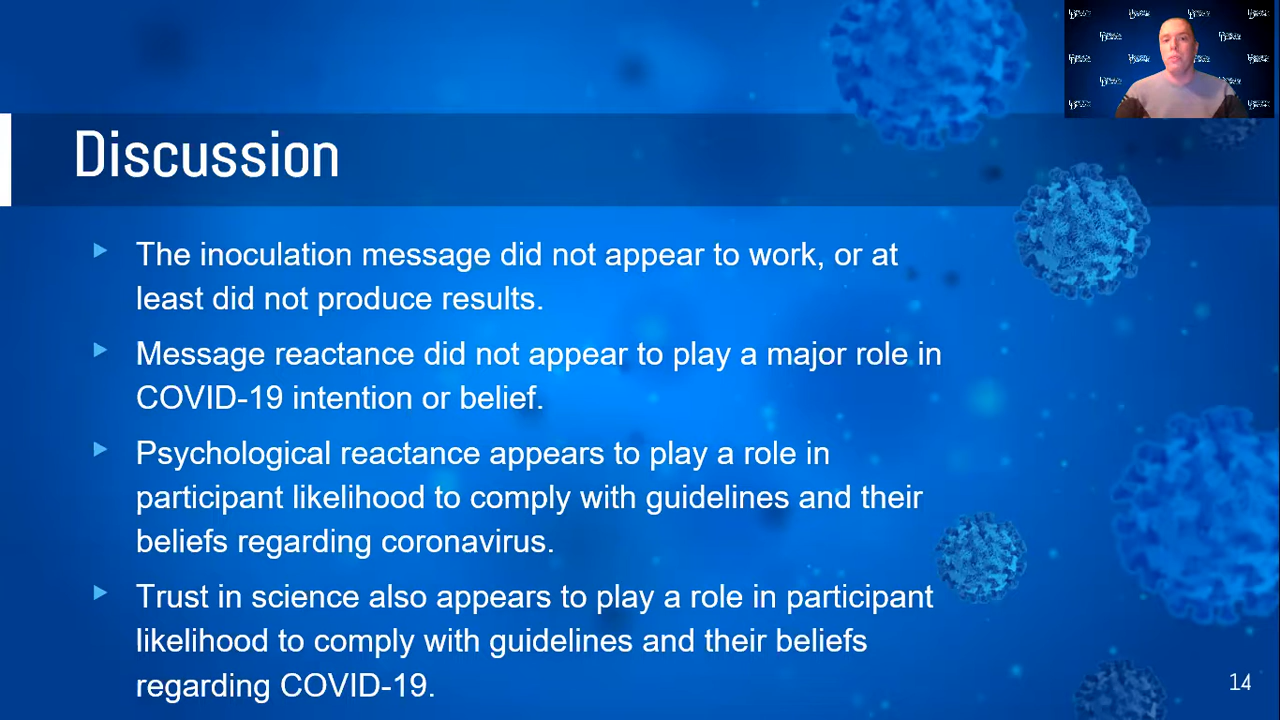 Discussion
The inoculation message did not appear to work, or at
least did not produce results.
Message reactance did not appear to play a major role in
COVID-19 intention or belief.
Psychological reactance appears to play a role in
participant likelihood to comply with guidelines and their
beliefs regarding coronavirus.
Trust in science also appears to play a role in participant
likelihood to comply with guidelines and their beliefs
regarding COVID-19.
14